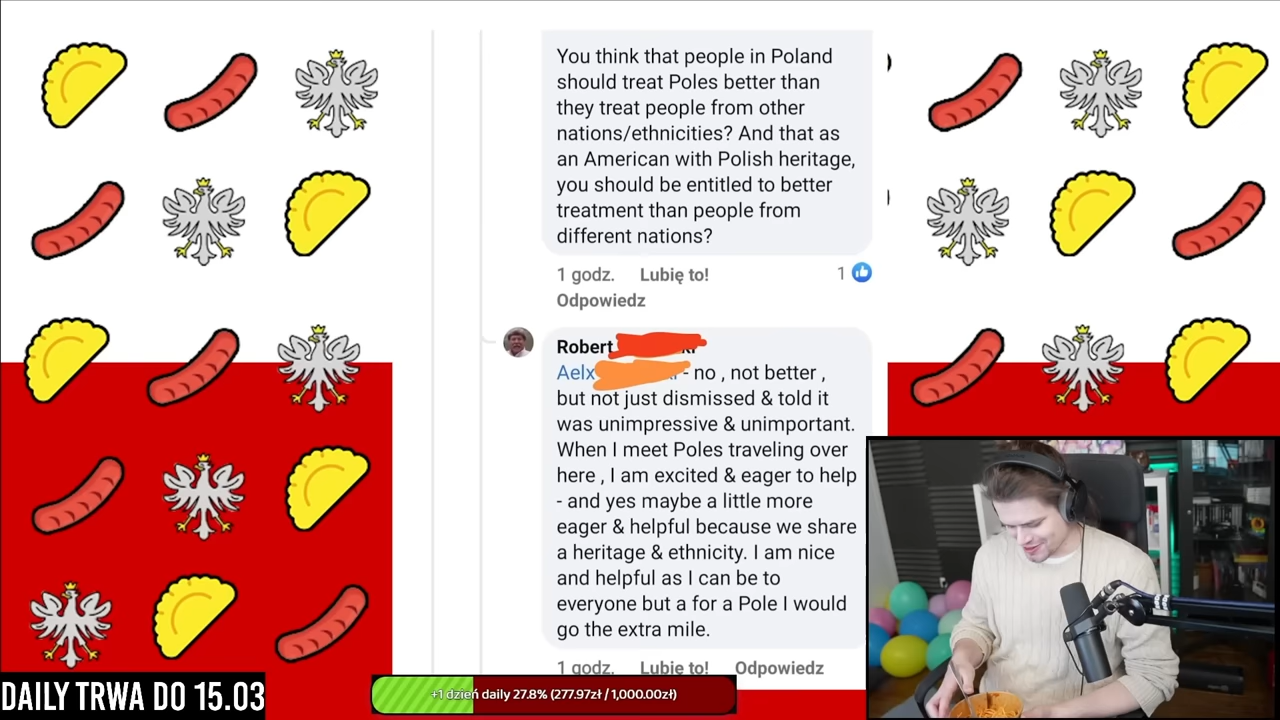 You think that people in Poland
should treat Poles better than
they treat people from other
nations/ethnicities? And that as
an American with Polish heritage,
you should be entitled to better
treatment than people from
different nations?
1 godz. Lubię to! 1
Odpowiedz
Robert
Aelx - no , not better ,
but not just dismissed & told it
was unimpressive & unimportant.
When I meet Poles traveling over
here , I am excited & eager to help
- and yes maybe a little more
eager & helpful because we share
a heritage & ethnicity. I am nice
and helpful as I can be to
everyone but a for a Pole I would
go the extra mile.
1 godz. Lubię to! Odpowiedz
DAILY TRWA DO 15.03
+1 dzień daily 27.8% (277.97zł / 1,000.00zł)